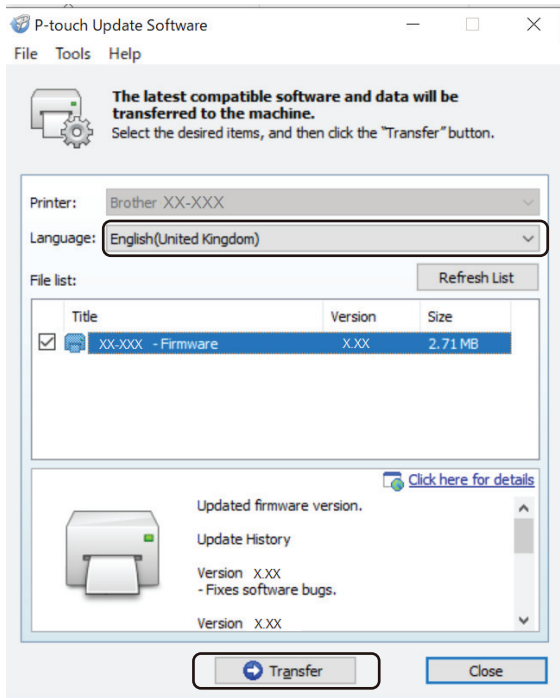 P-touch Update Software
File Tools Help
The latest compatible software and data will be
transferred to the machine.
Select the desired items, and then click the "Transfer" button.
Printer: Brother XX-XXX
Language: English(United Kingdom)
File list: Refresh List
Title Version Size
XX-XXX - Firmware X.XX 2.71 MB
Click here for details
Updated firmware version.
Update History
Version X.XX
- Fixes software bugs.
Version X.XX
Transfer Close